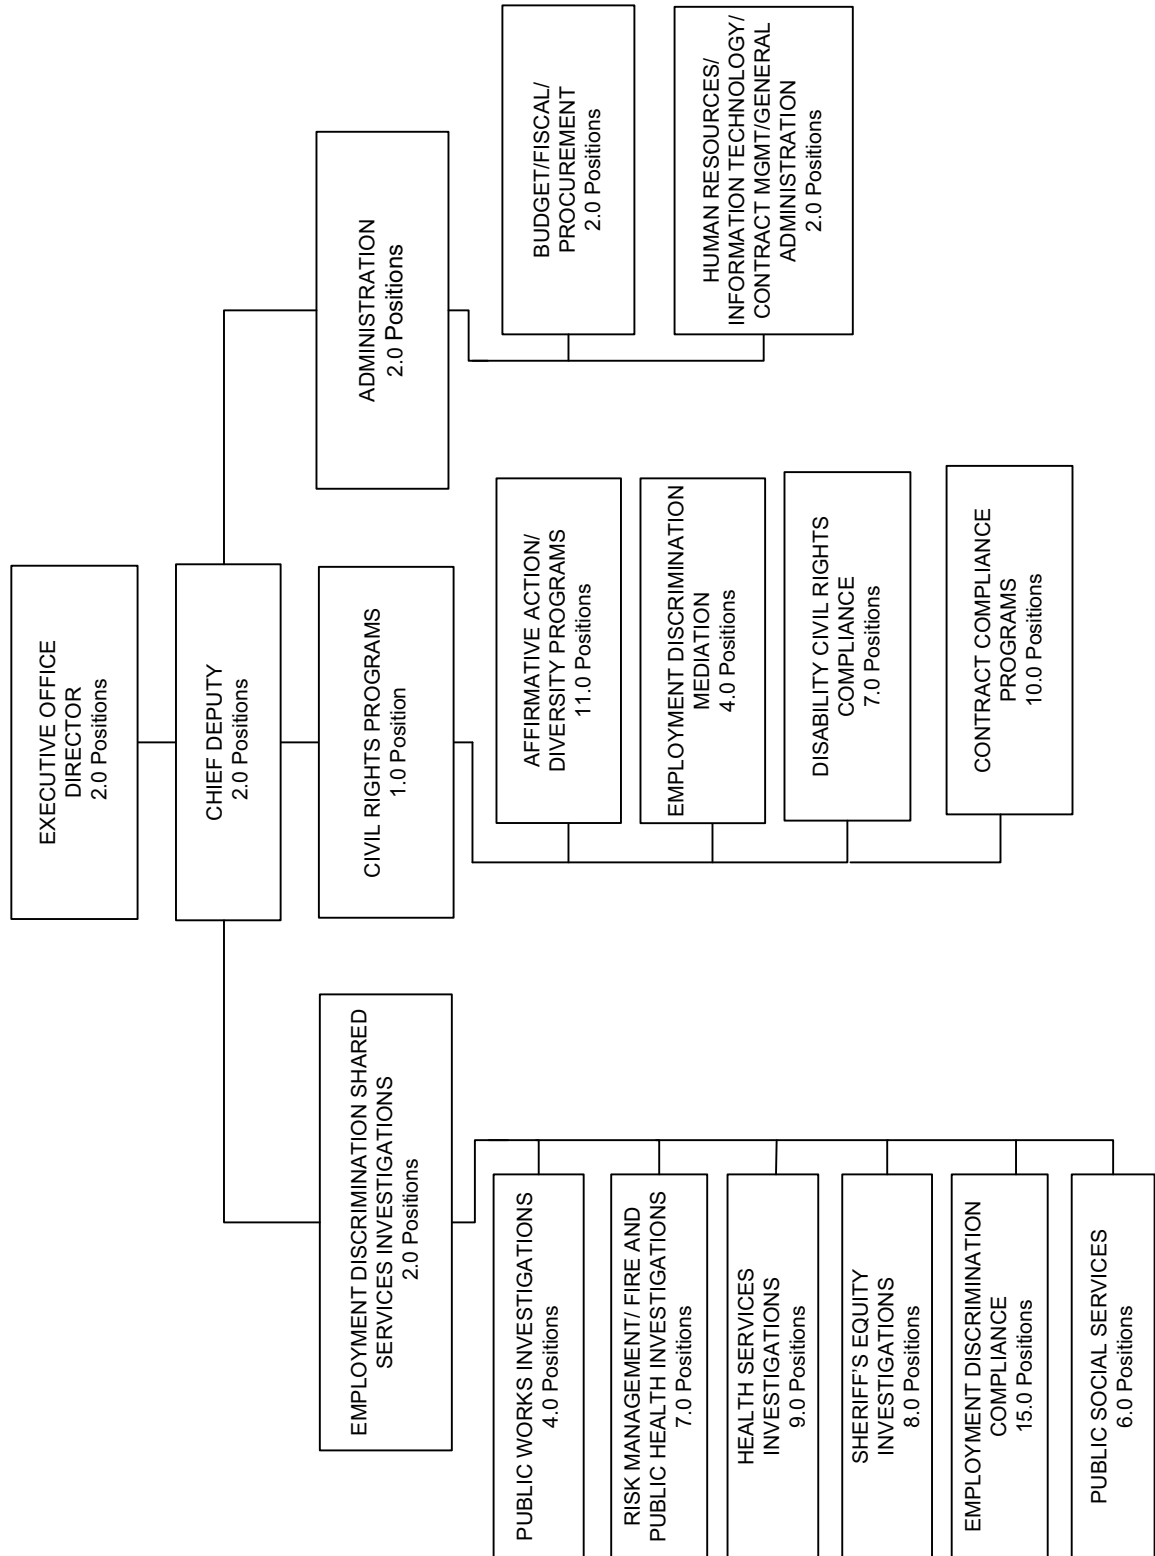 EXECUTIVE OFFICE
DIRECTOR
2.0 Positions
CHIEF DEPUTY
2.0 Positions
EMPLOYMENT DISCRIMINATION SHARED
SERVICES INVESTIGATIONS
2.0 Positions
PUBLIC WORKS INVESTIGATIONS
4.0 Positions
RISK MANAGEMENT/ FIRE AND
PUBLIC HEALTH INVESTIGATIONS
7.0 Positions
HEALTH SERVICES
INVESTIGATIONS
9.0 Positions
SHERIFF'S EQUITY
INVESTIGATIONS
8.0 Positions
EMPLOYMENT DISCRIMINATION
COMPLIANCE
15.0 Positions
PUBLIC SOCIAL SERVICES
6.0 Positions
CIVIL RIGHTS PROGRAMS
1.0 Position
AFFIRMATIVE ACTION/
DIVERSITY PROGRAMS
11.0 Positions
EMPLOYMENT DISCRIMINATION
MEDIATION
4.0 Positions
DISABILITY CIVIL RIGHTS
COMPLIANCE
7.0 Positions
CONTRACT COMPLIANCE
PROGRAMS
10.0 Positions
ADMINISTRATION
2.0 Positions
BUDGET/FISCAL/
PROCUREMENT
2.0 Positions
HUMAN RESOURCES/
INFORMATION TECHNOLOGY/
CONTRACT MGMT/GENERAL
ADMINISTRATION
2.0 Positions